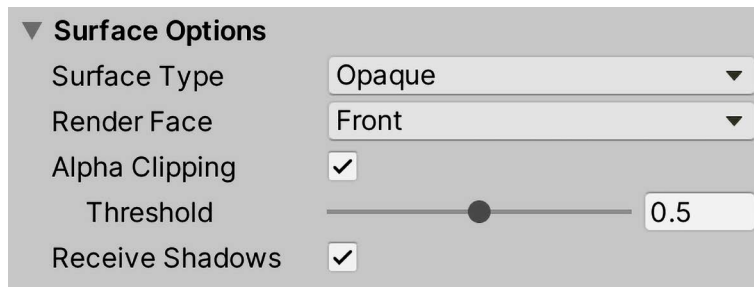 Surface Options
Surface Type Opaque
Render Face Front
Alpha Clipping
Threshold 0.5
Receive Shadows